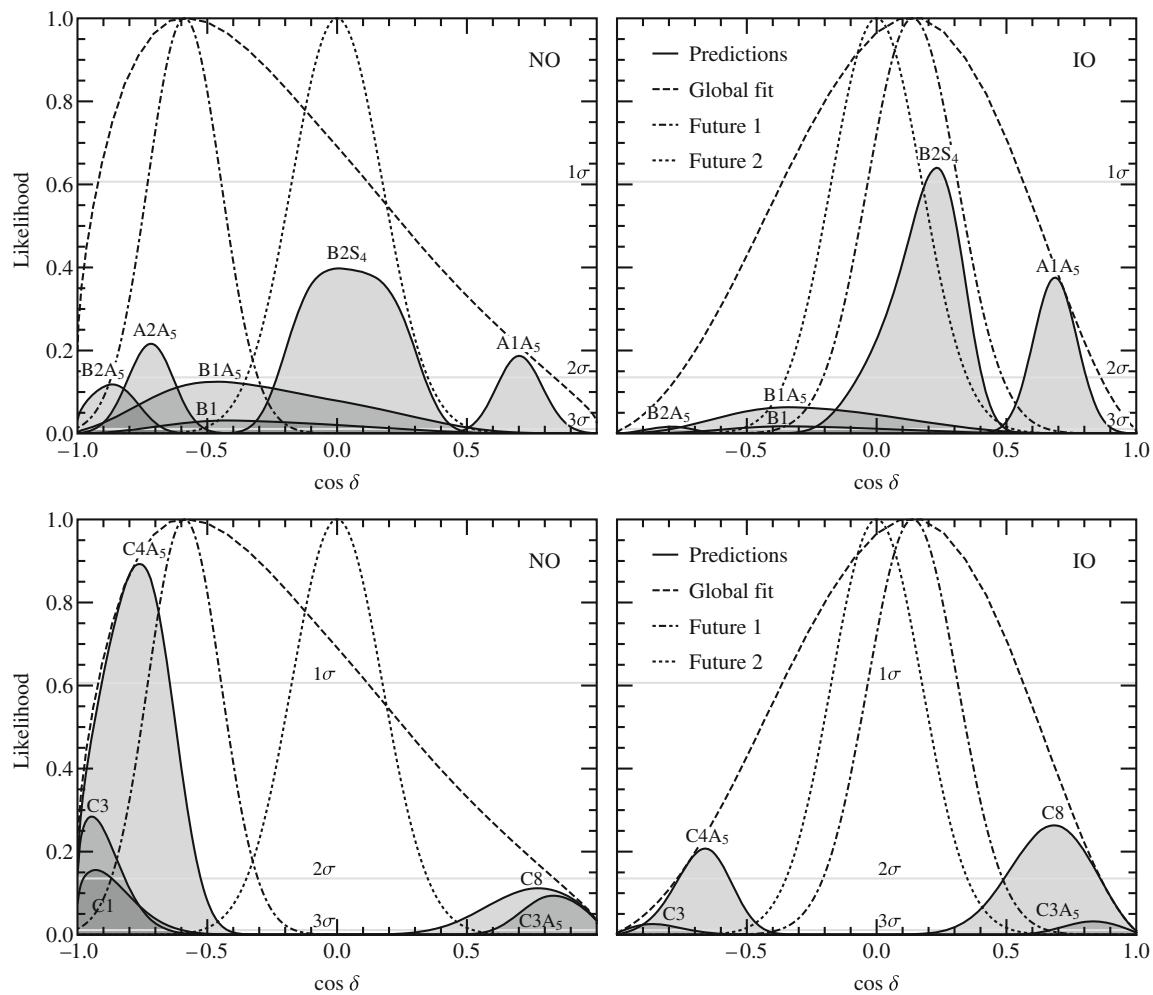 1.0
NO
IO
Predictions
Global fit
0.8
Future 1
Future 2
B2S₄
1σ
1σ
0.6
Likelihood
B2S₄
A1A₅
0.4
A2A₅
A1A₅
0.2
B2A₅
B1A₅
2σ
2σ
B1
B2A₅
B1A₅
B1
3σ
3σ
0.0
−1.0
−0.5
0.0
0.5
−0.5
0.0
0.5
1.0
cos δ
cos δ
1.0
C4A₅
NO
IO
Predictions
Global fit
0.8
Future 1
Future 2
1σ
1σ
0.6
Likelihood
0.4
C3
C8
C4A₅
0.2
2σ
2σ
C8
C1
3σ
C3A₅
C3
3σ
C3A₅
0.0
−1.0
−0.5
0.0
0.5
−0.5
0.0
0.5
1.0
cos δ
cos δ